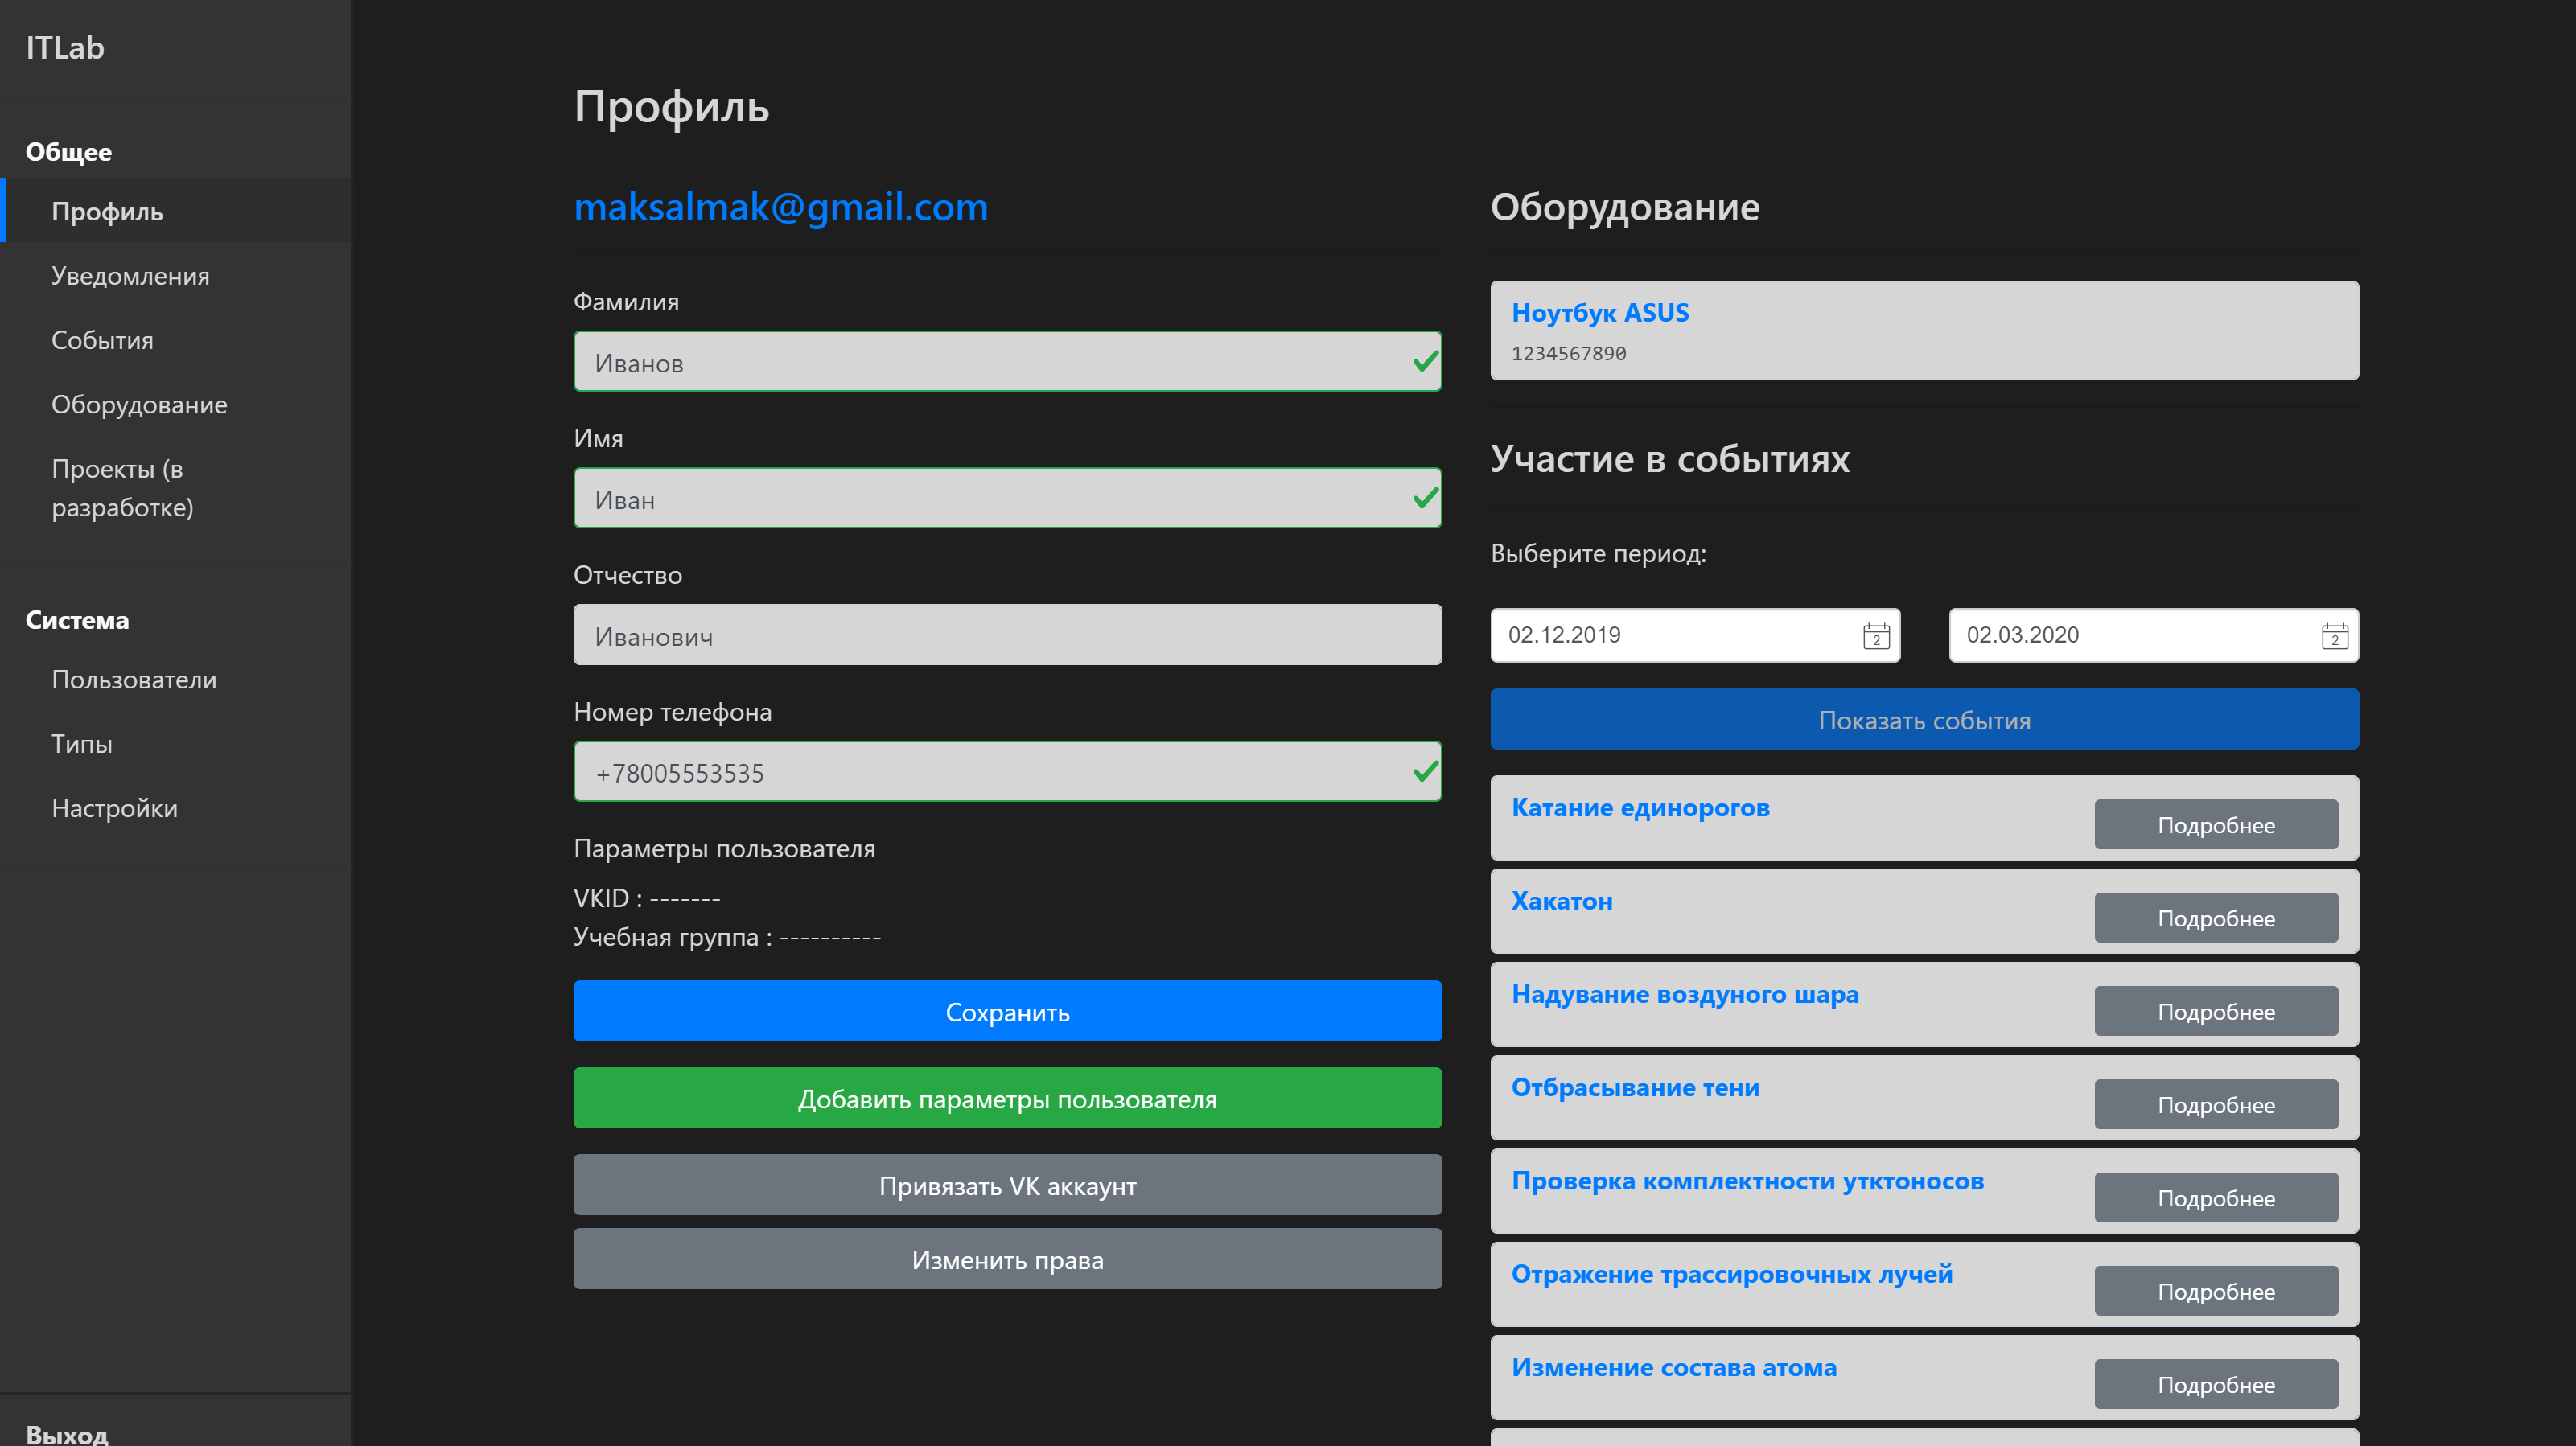 ITLab
Общее
Профиль
Уведомления
События
Оборудование
Проекты (в
разработке)
Система
Пользователи
Типы
Настройки
Выход
Профиль
maksalmak@gmail.com
Фамилия
Иванов
Имя
Иван
Отчество
Иванович
Номер телефона
+78005553535
Параметры пользователя
VKID : -------
Учебная группа : ----------
Сохранить
Добавить параметры пользователя
Привязать VK аккаунт
Изменить права
Оборудование
Ноутбук ASUS
1234567890
Участие в событиях
Выберите период:
02.12.2019 2
02.03.2020 2
Показать события
Катание единорогов
Подробнее
Хакатон
Подробнее
Надувание воздуного шара
Подробнее
Отбрасывание тени
Подробнее
Проверка комплектности утктоносов
Подробнее
Отражение трассировочных лучей
Подробнее
Изменение состава атома
Подробнее